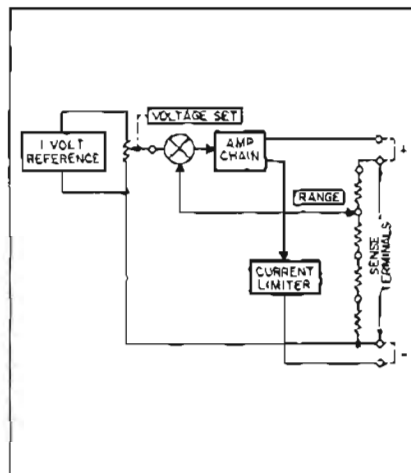 VOLTAGE SET
1 VOLT
REFERENCE
AMP
CHAIN
+
RANGE
SENSE
TERMINALS
CURRENT
LIMITER
-